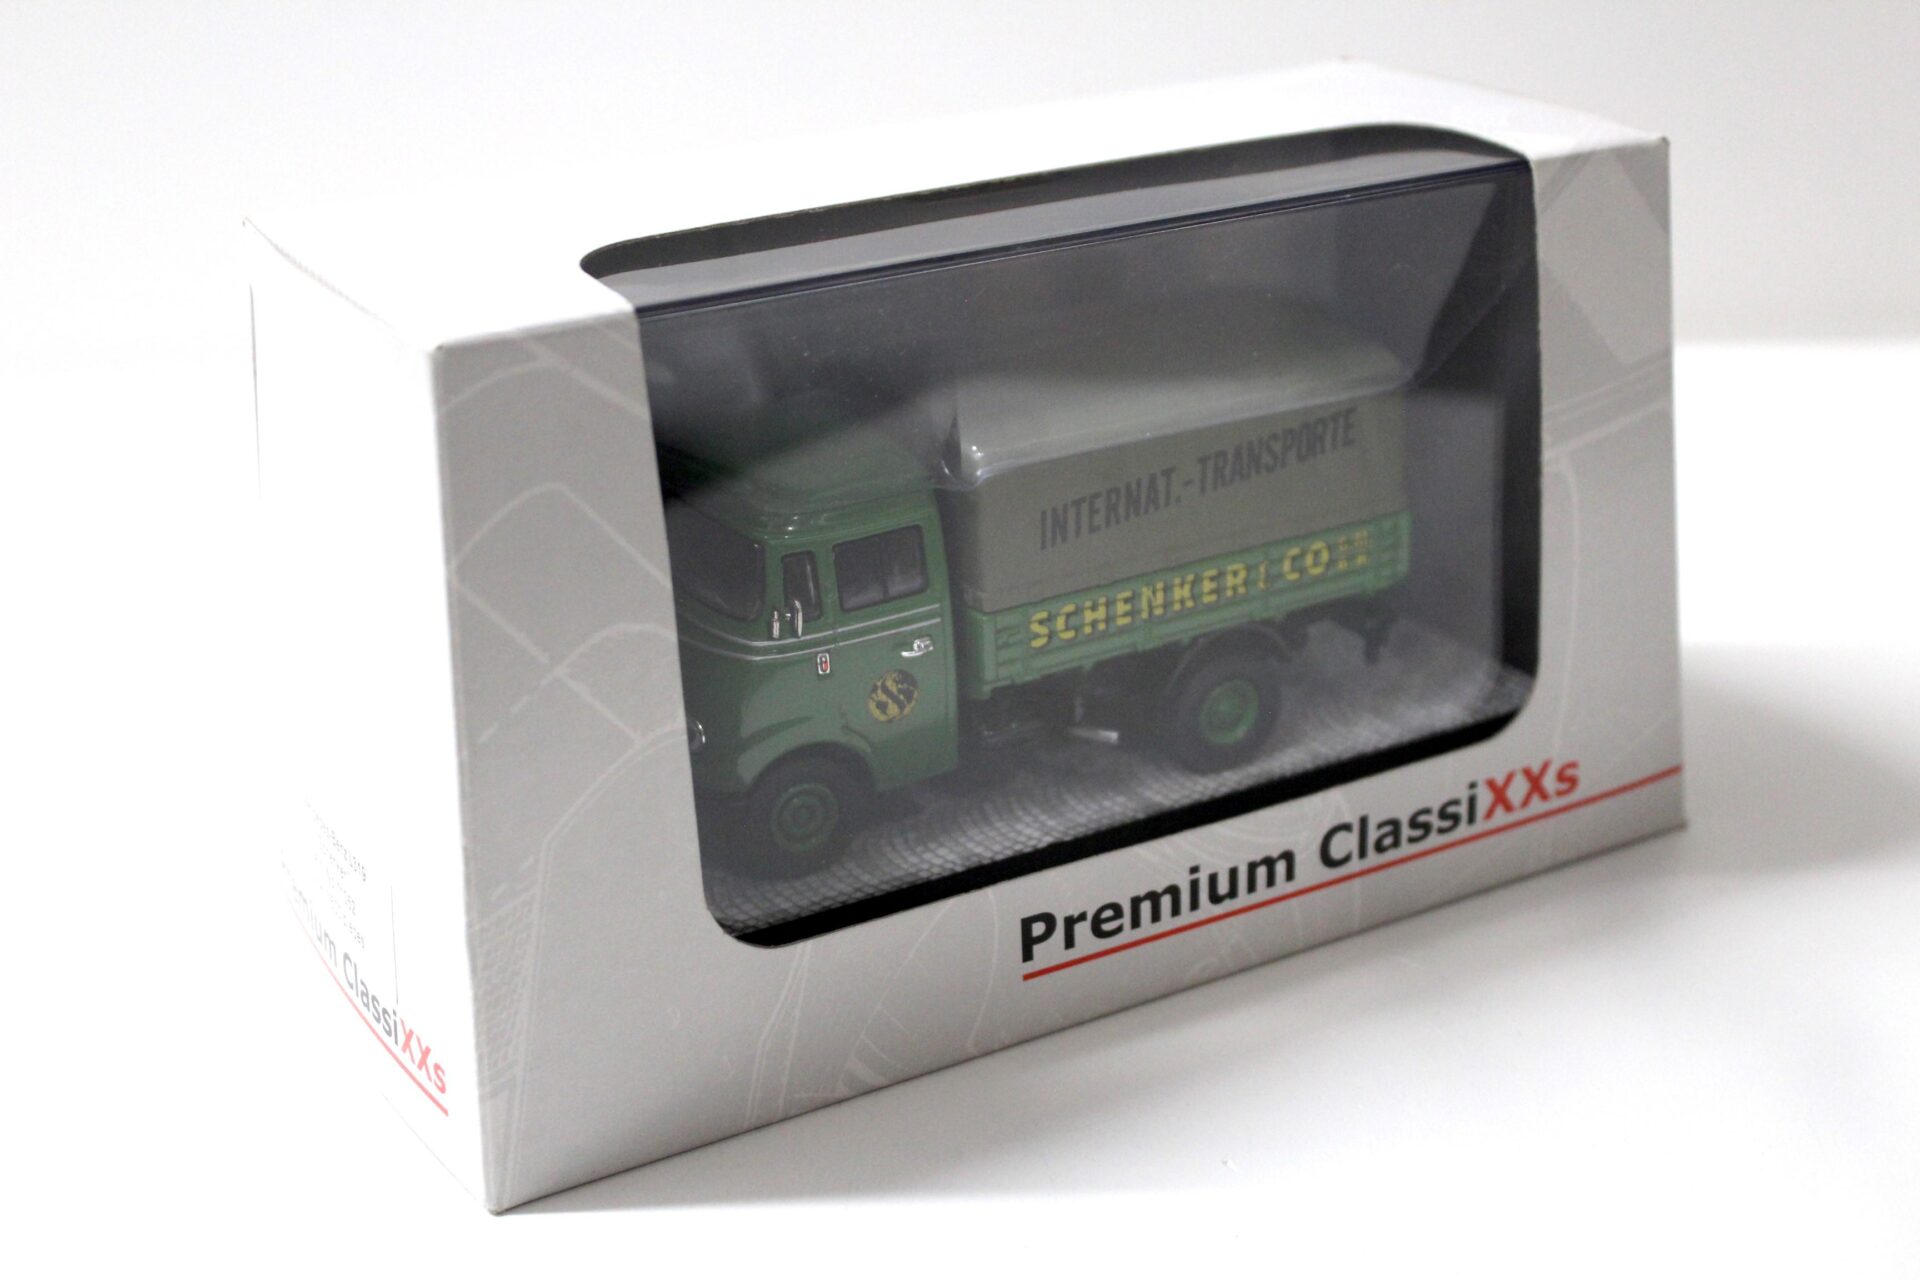 INTERNAT.-TRANSPORTE
SCHENKER & CO
Premium ClassiXXs
Premium ClassiXXs